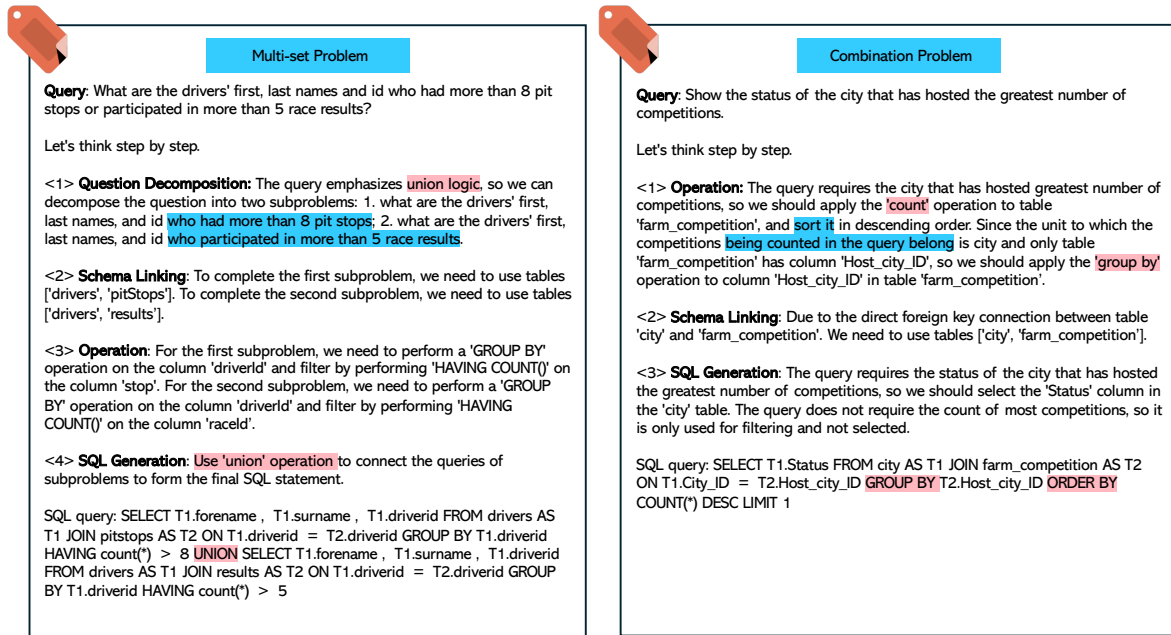 Multi-set Problem
Query: What are the drivers' first, last names and id who had more than 8 pit
stops or participated in more than 5 race results?
Let's think step by step.
<1> Question Decomposition: The query emphasizes union logic, so we can
decompose the question into two subproblems: 1. what are the drivers' first,
last names, and id who had more than 8 pit stops; 2. what are the drivers' first,
last names, and id who participated in more than 5 race results.
<2> Schema Linking: To complete the first subproblem, we need to use tables
['drivers', 'pitStops']. To complete the second subproblem, we need to use tables
['drivers', 'results'].
<3> Operation: For the first subproblem, we need to perform a 'GROUP BY'
operation on the column 'driverId' and filter by performing 'HAVING COUNT()' on
the column 'stop'. For the second subproblem, we need to perform a 'GROUP
BY' operation on the column 'driverId' and filter by performing 'HAVING
COUNT()' on the column 'raceId'.
<4> SQL Generation: Use 'union' operation to connect the queries of
subproblems to form the final SQL statement.
SQL query: SELECT T1.forename , T1.surname , T1.driverid FROM drivers AS
T1 JOIN pitstops AS T2 ON T1.driverid = T2.driverid GROUP BY T1.driverid
HAVING count(*) > 8 UNION SELECT T1.forename , T1.surname , T1.driverid
FROM drivers AS T1 JOIN results AS T2 ON T1.driverid = T2.driverid GROUP
BY T1.driverid HAVING count(*) > 5
Combination Problem
Query: Show the status of the city that has hosted the greatest number of
competitions.
Let's think step by step.
<1> Operation: The query requires the city that has hosted greatest number of
competitions, so we should apply the 'count' operation to table
'farm_competition', and sort it in descending order. Since the unit to which the
competitions being counted in the query belong is city and only table
'farm_competition' has column 'Host_city_ID', so we should apply the 'group by'
operation to column 'Host_city_ID' in table 'farm_competition'.
<2> Schema Linking: Due to the direct foreign key connection between table
'city' and 'farm_competition'. We need to use tables ['city', 'farm_competition'].
<3> SQL Generation: The query requires the status of the city that has hosted
the greatest number of competitions, so we should select the 'Status' column in
the 'city' table. The query does not require the count of most competitions, so it
is only used for filtering and not selected.
SQL query: SELECT T1.Status FROM city AS T1 JOIN farm_competition AS T2
ON T1.City_ID = T2.Host_city_ID GROUP BY T2.Host_city_ID ORDER BY
COUNT(*) DESC LIMIT 1